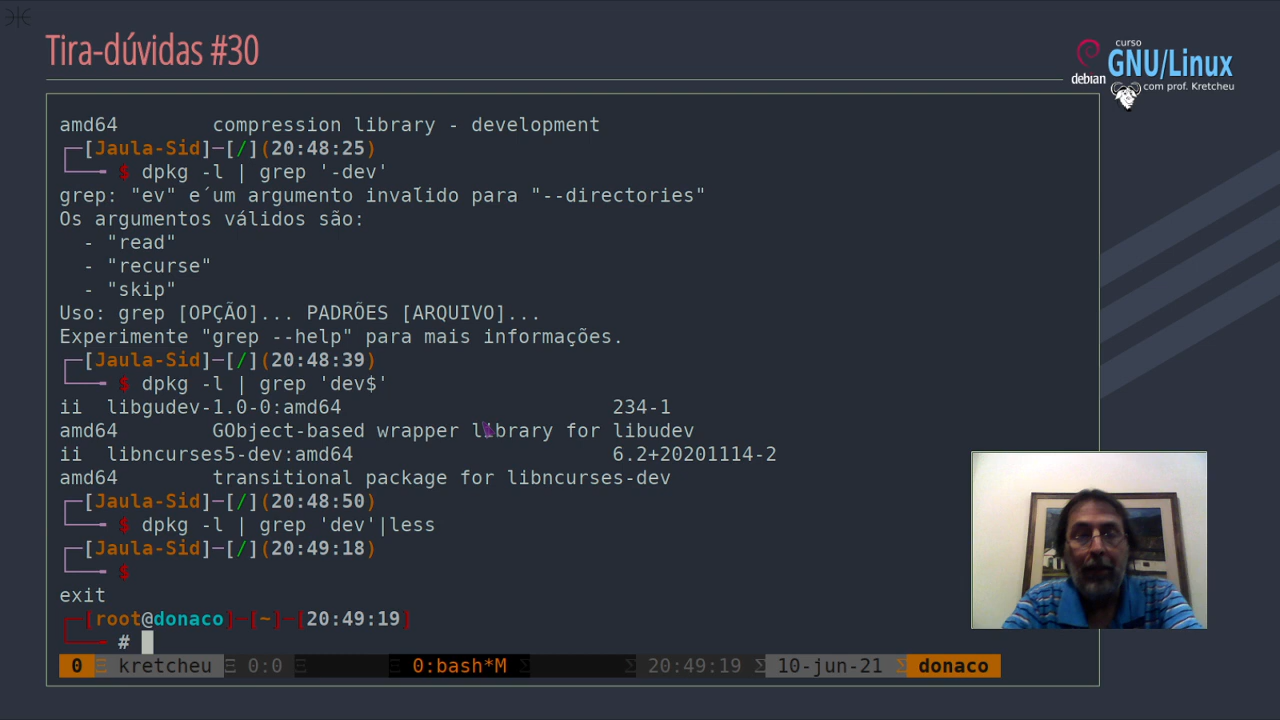 Tira-dúvidas #30
curso
GNU/Linux
debian
com prof. Kretcheu
amd64 compression library - development
[Jaula-Sid]─[/](20:48:25)
$ dpkg -l | grep '-dev'
grep: "ev" e´um argumento inval´ido para "--directories"
Os argumentos válidos são:
- "read"
- "recurse"
- "skip"
Uso: grep [OPÇÃO]... PADRÕES [ARQUIVO]...
Experimente "grep --help" para mais informações.
[Jaula-Sid]─[/](20:48:39)
$ dpkg -l | grep 'dev$'
ii libgudev-1.0-0:amd64 234-1
amd64 GObject-based wrapper library for libudev
ii libncurses5-dev:amd64 6.2+20201114-2
amd64 transitional package for libncurses-dev
[Jaula-Sid]─[/](20:48:50)
$ dpkg -l | grep 'dev'|less
[Jaula-Sid]─[/](20:49:18)
$
exit
[root@donaco]─[~]─[20:49:19]
#
0 Ξ kretcheu Ξ 0:0 Ξ Ξ 0:bash*M Σ Σ 20:49:19 Σ 10-jun-21 Σ donaco